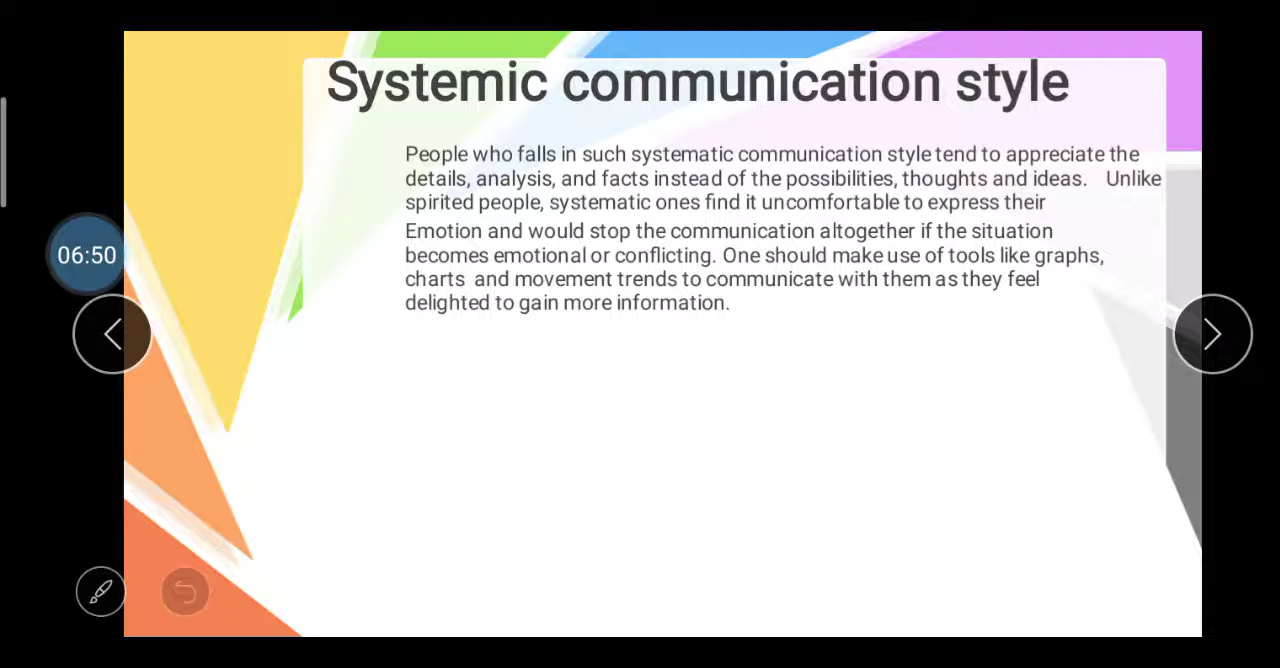 Systemic communication style
People who falls in such systematic communication style tend to appreciate the
details, analysis, and facts instead of the possibilities, thoughts and ideas. Unlike
spirited people, systematic ones find it uncomfortable to express their
Emotion and would stop the communication altogether if the situation
becomes emotional or conflicting. One should make use of tools like graphs,
charts and movement trends to communicate with them as they feel
delighted to gain more information.
06:50